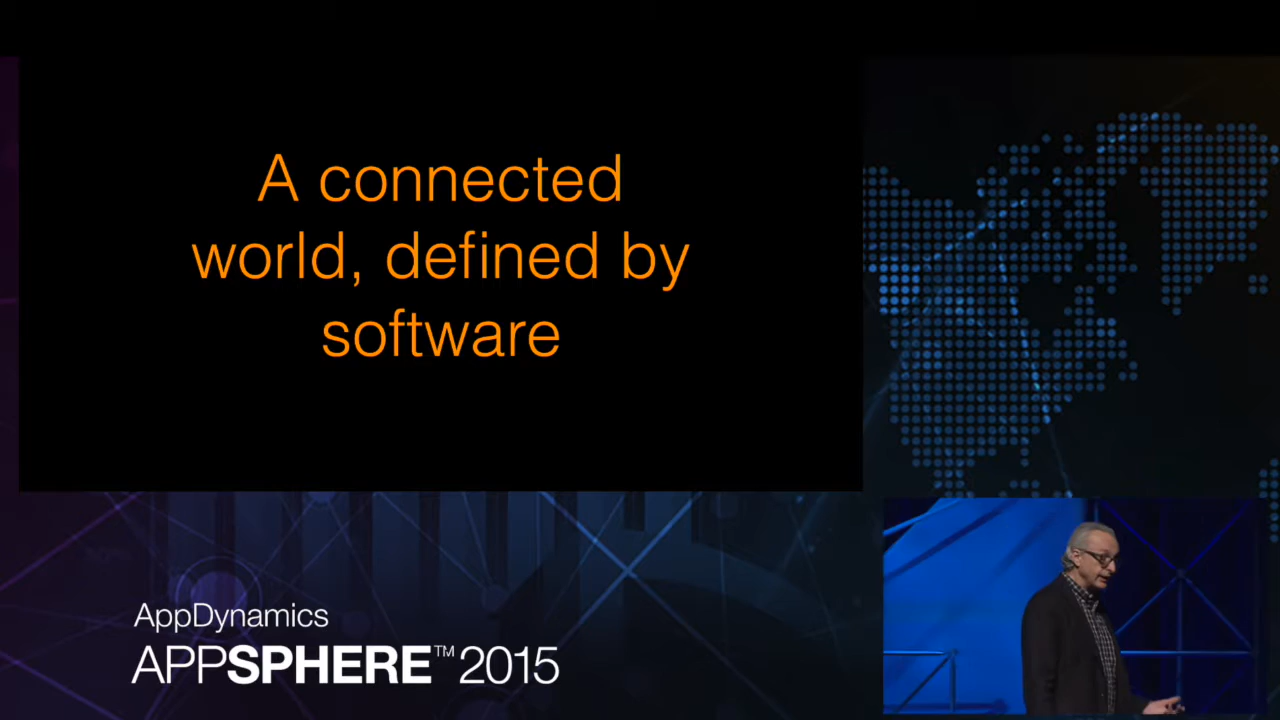 A connected
world, defined by
software
AppDynamics
APPSPHERE™ 2015